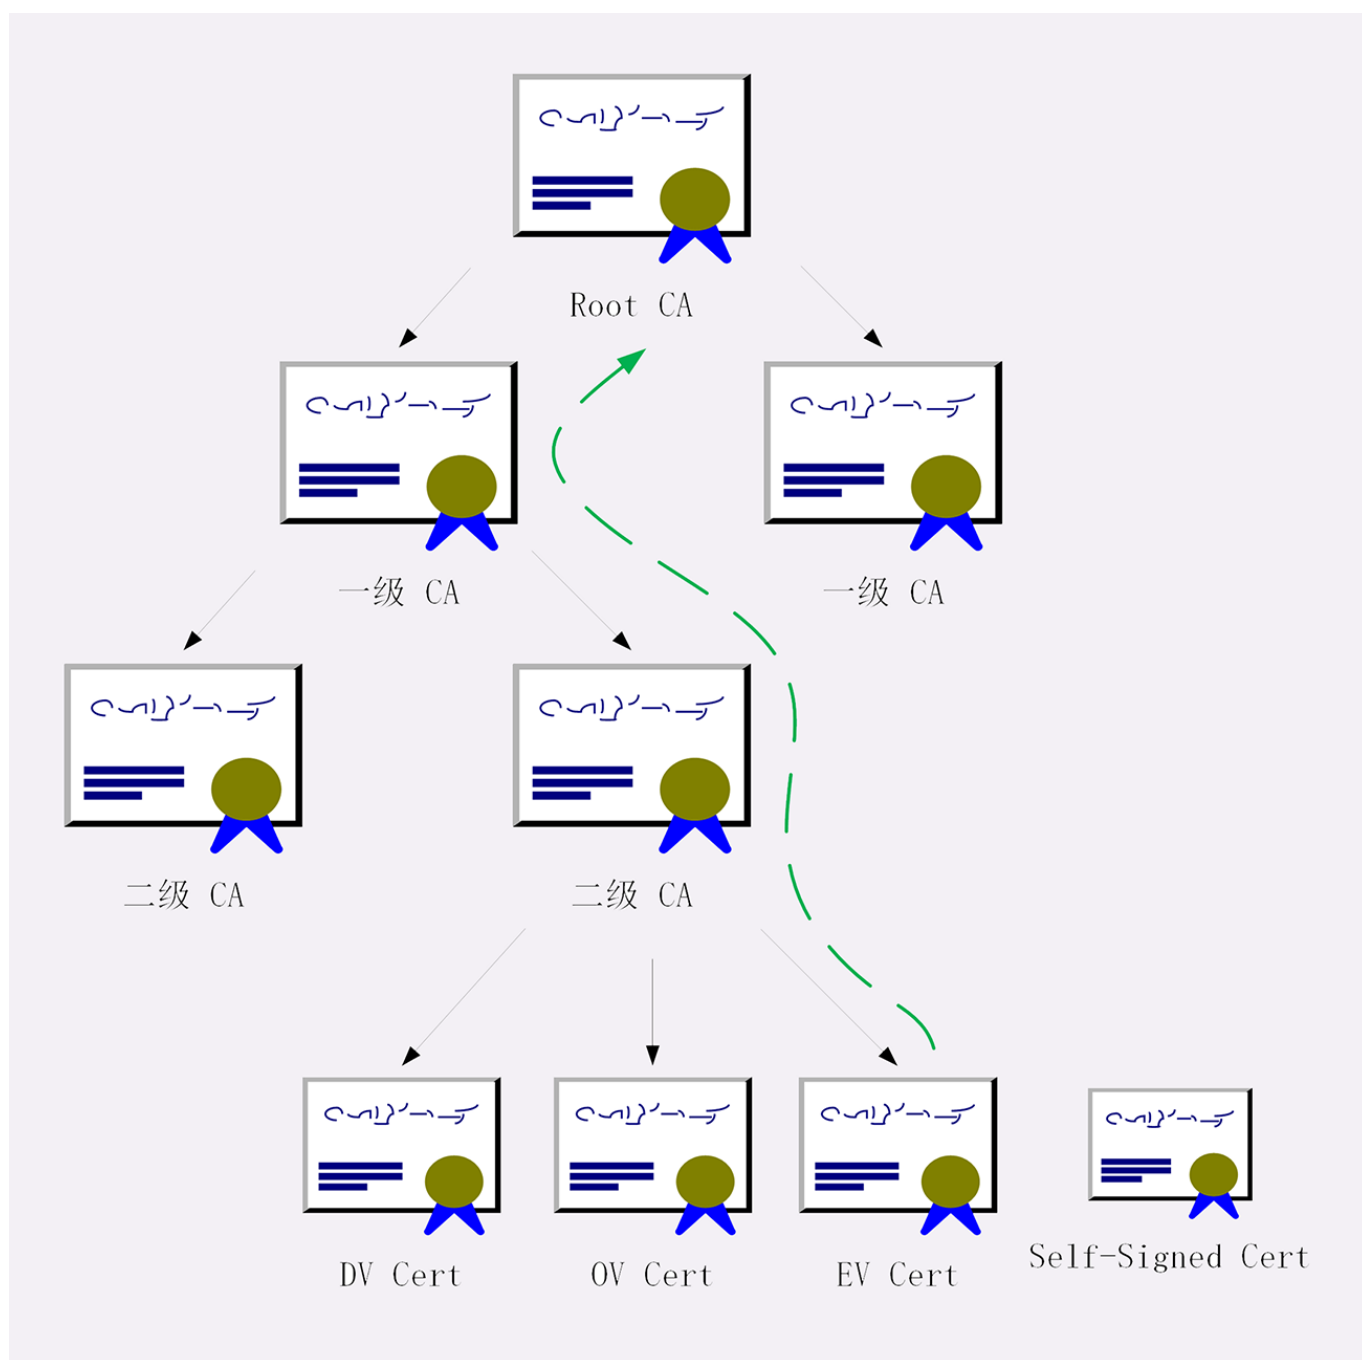 Root CA
一级 CA
一级 CA
二级 CA
二级 CA
DV Cert
OV Cert
EV Cert
Self-Signed Cert